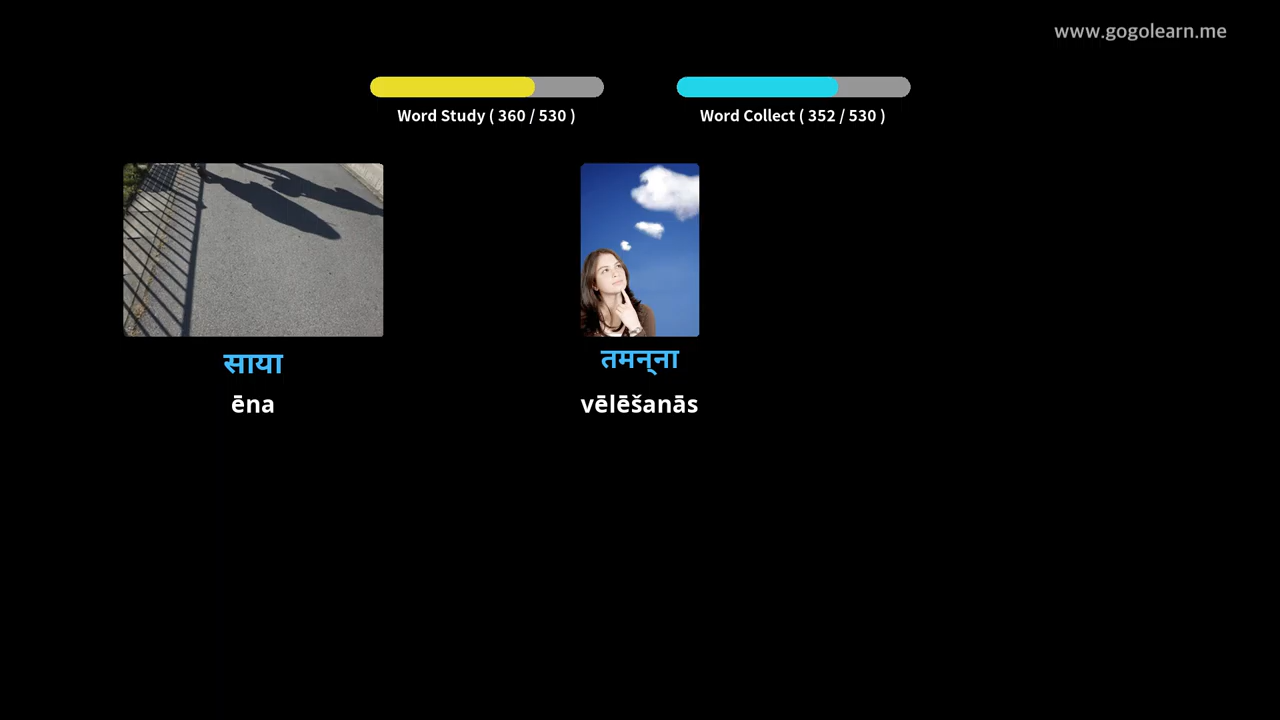 www.gogolearn.me
Word Study ( 360 / 530 )
Word Collect ( 352 / 530 )
साया
तमन्‌ना
ēna
vēlēšanās